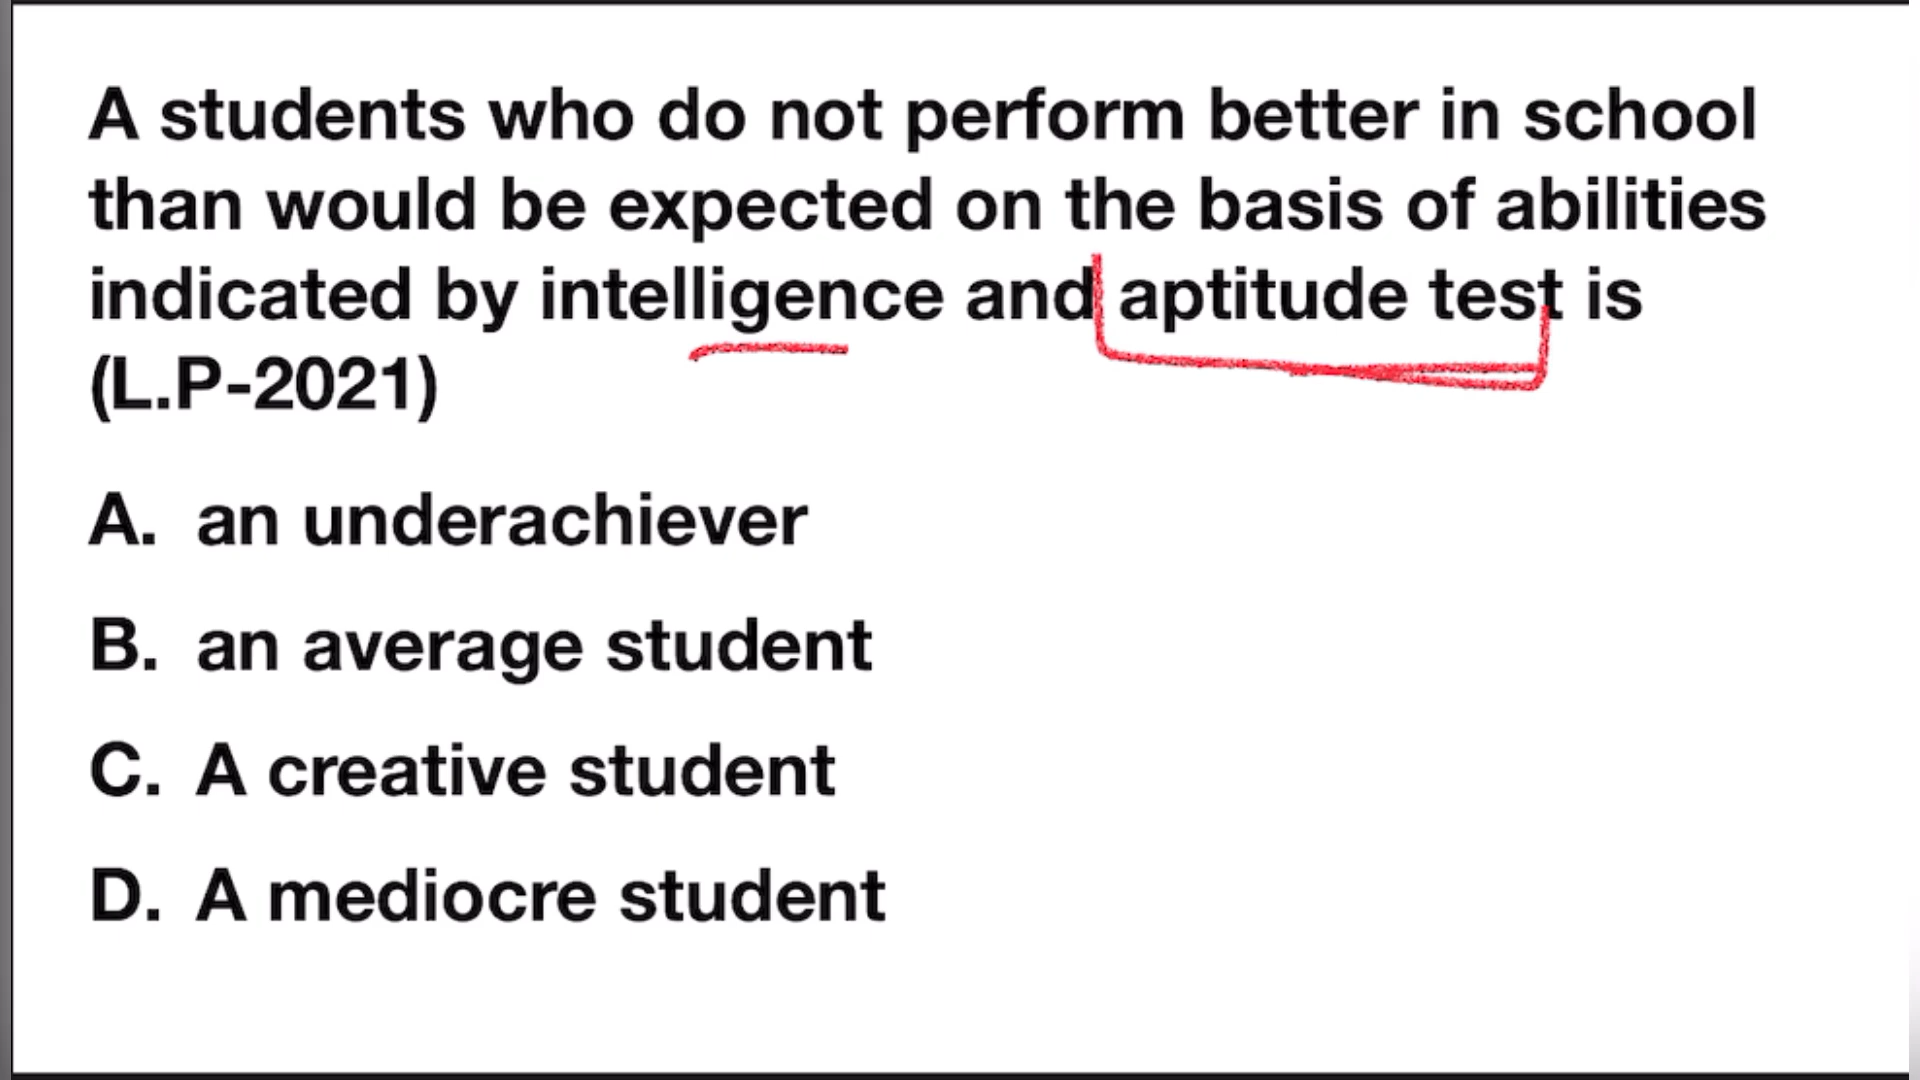 A students who do not perform better in school
than would be expected on the basis of abilities
indicated by intelligence and aptitude test is
(L.P-2021)
A. an underachiever
B. an average student
C. A creative student
D. A mediocre student